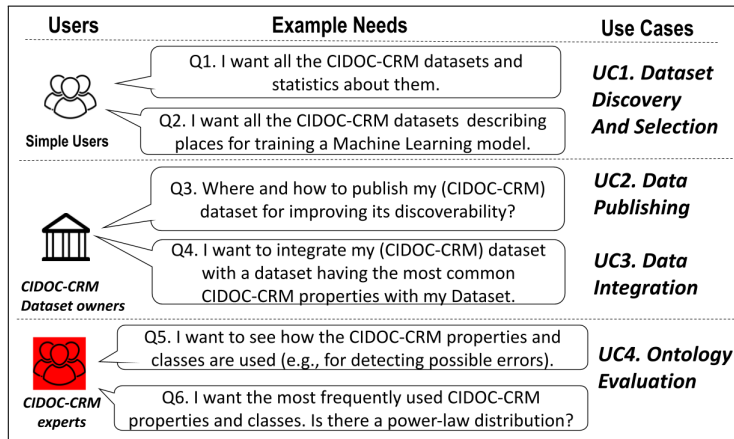 Users
Example Needs
Use Cases
Q1. I want all the CIDOC-CRM datasets and
statistics about them.
Q2. I want all the CIDOC-CRM datasets describing
places for training a Machine Learning model.
Simple Users
UC1. Dataset
Discovery
And Selection
Q3. Where and how to publish my (CIDOC-CRM)
dataset for improving its discoverability?
Q4. I want to integrate my (CIDOC-CRM) dataset
with a dataset having the most common
CIDOC-CRM properties with my Dataset.
CIDOC-CRM
Dataset owners
UC2. Data
Publishing
UC3. Data
Integration
Q5. I want to see how the CIDOC-CRM properties and
classes are used (e.g., for detecting possible errors).
Q6. I want the most frequently used CIDOC-CRM
properties and classes. Is there a power-law distribution?
CIDOC-CRM
experts
UC4. Ontology
Evaluation